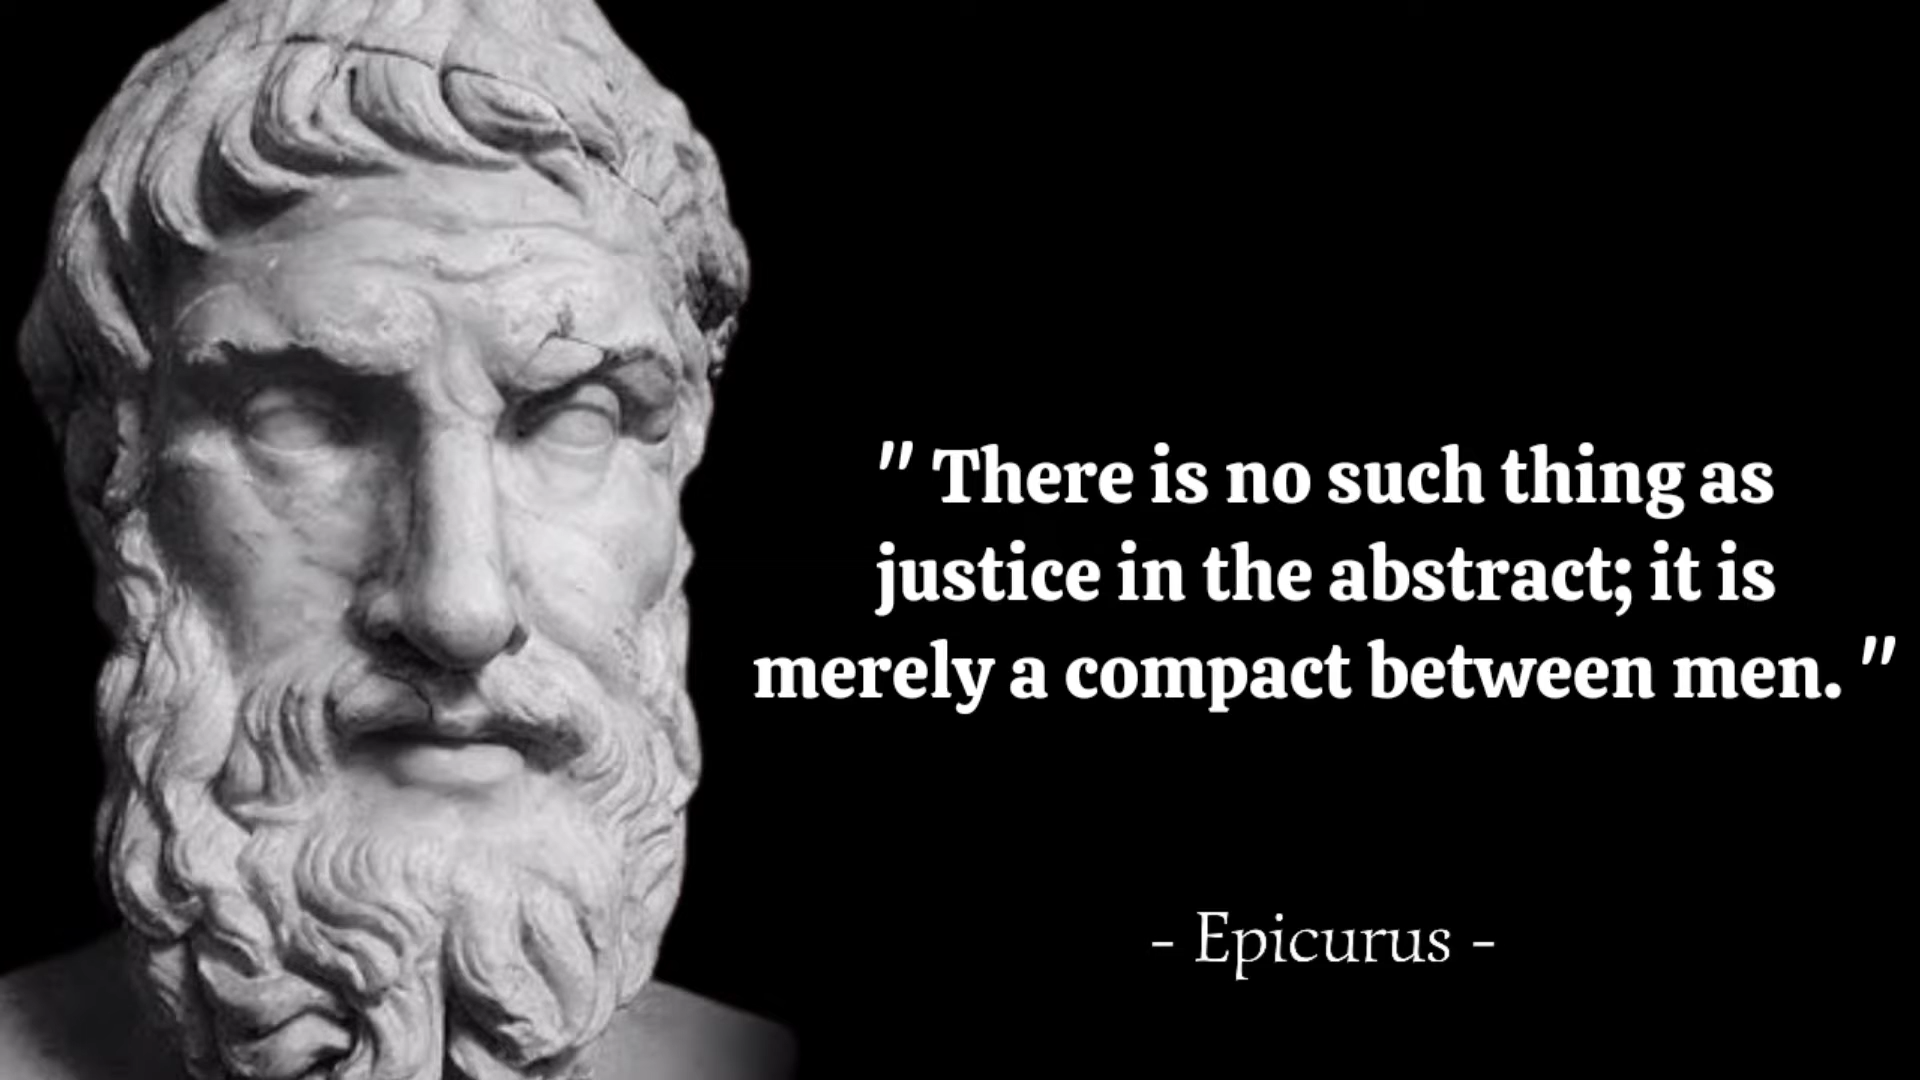 " There is no such thing as
justice in the abstract; it is
merely a compact between men. "
- Epicurus -